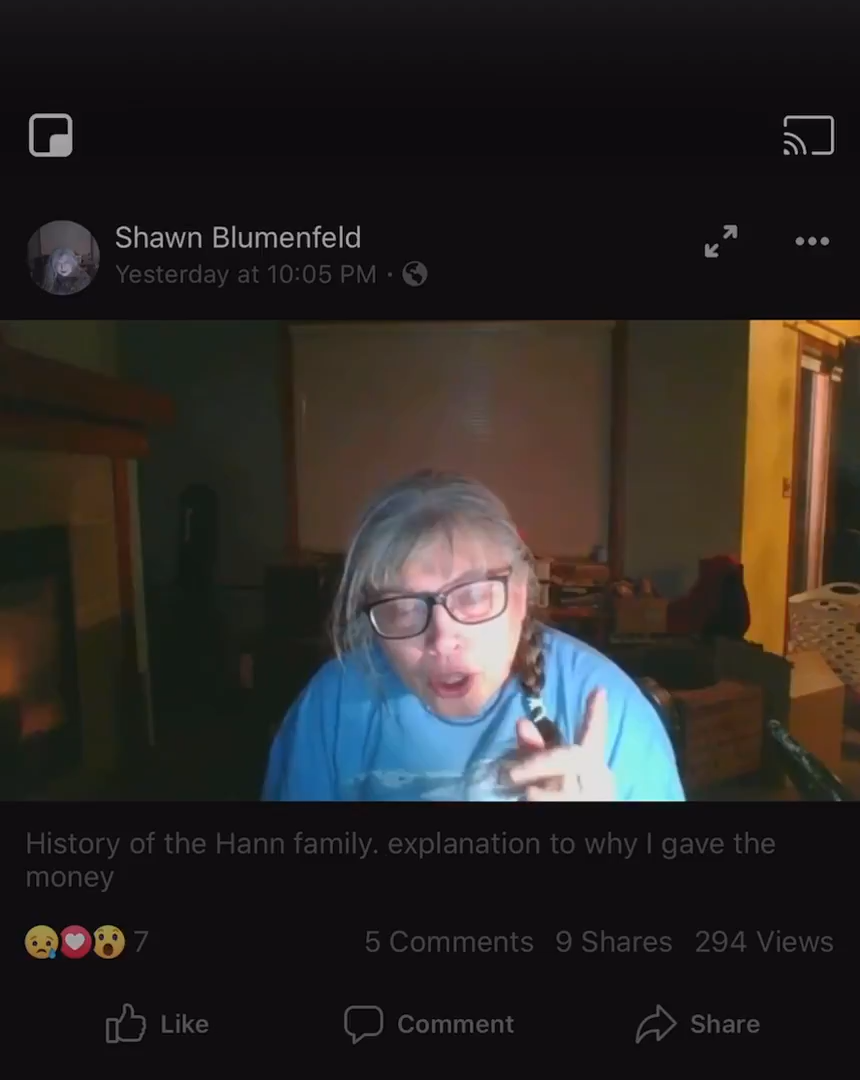 Shawn Blumenfeld
Yesterday at 10:05 PM ·
History of the Hann family. explanation to why I gave the
money
7
5 Comments 9 Shares 294 Views
Like Comment Share